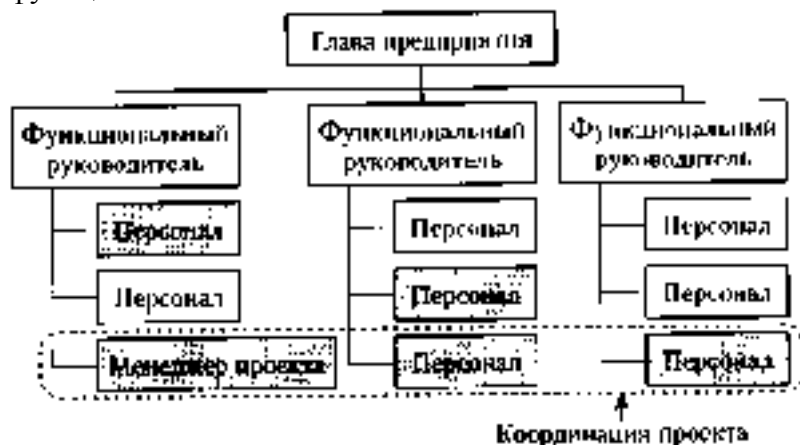 Глава предприятия
Функциональный
руководитель
Функциональный
руководитель
Функциональный
руководитель
Персонал
Персонал
Персонал
Персонал
Персонал
Персонал
Менеджер проекта
Персонал
Персонал
Координация проекта